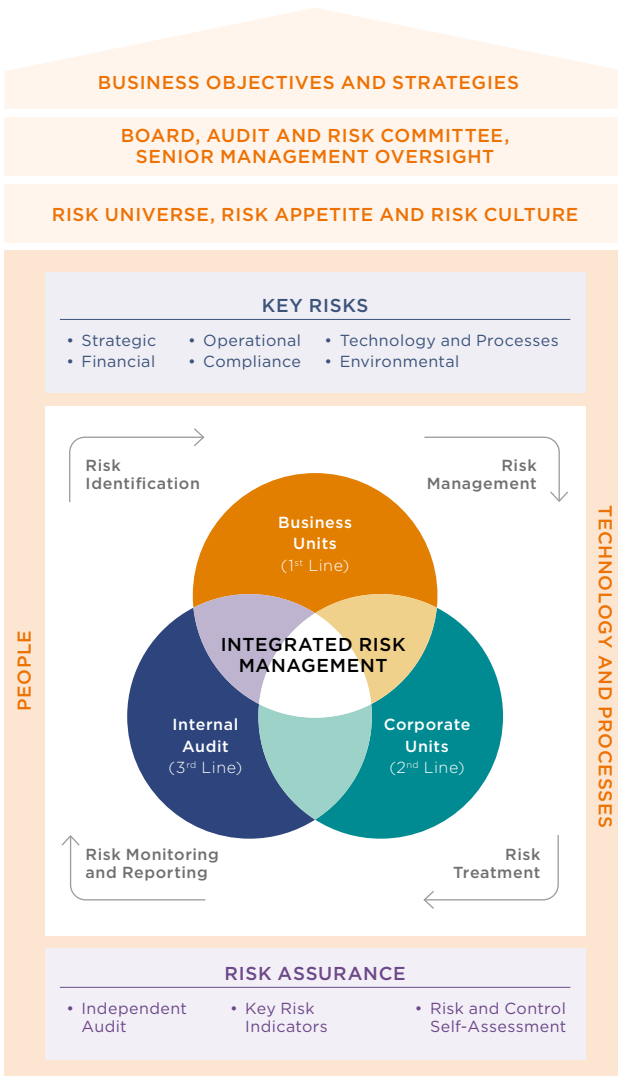 BUSINESS OBJECTIVES AND STRATEGIES
BOARD, AUDIT AND RISK COMMITTEE,
SENIOR MANAGEMENT OVERSIGHT
RISK UNIVERSE, RISK APPETITE AND RISK CULTURE
KEY RISKS
• Strategic
• Financial
• Operational
• Compliance
• Technology and Processes
• Environmental
Risk
Identification
Risk
Management
Business
Units
(1st Line)
INTEGRATED RISK
MANAGEMENT
Internal
Audit
(3rd Line)
Corporate
Units
(2nd Line)
Risk Monitoring
and Reporting
Risk
Treatment
PEOPLE
TECHNOLOGY AND PROCESSES
RISK ASSURANCE
• Independent
Audit
• Key Risk
Indicators
• Risk and Control
Self-Assessment